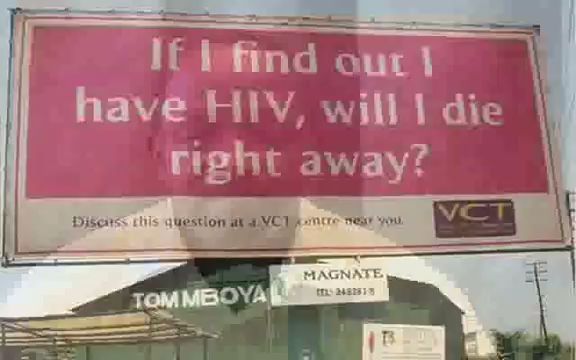 If I find out I
have HIV, will I die
right away?
Discuss this question at a VCT centre near you
VCT
MAGNATE
TOM MBOYA